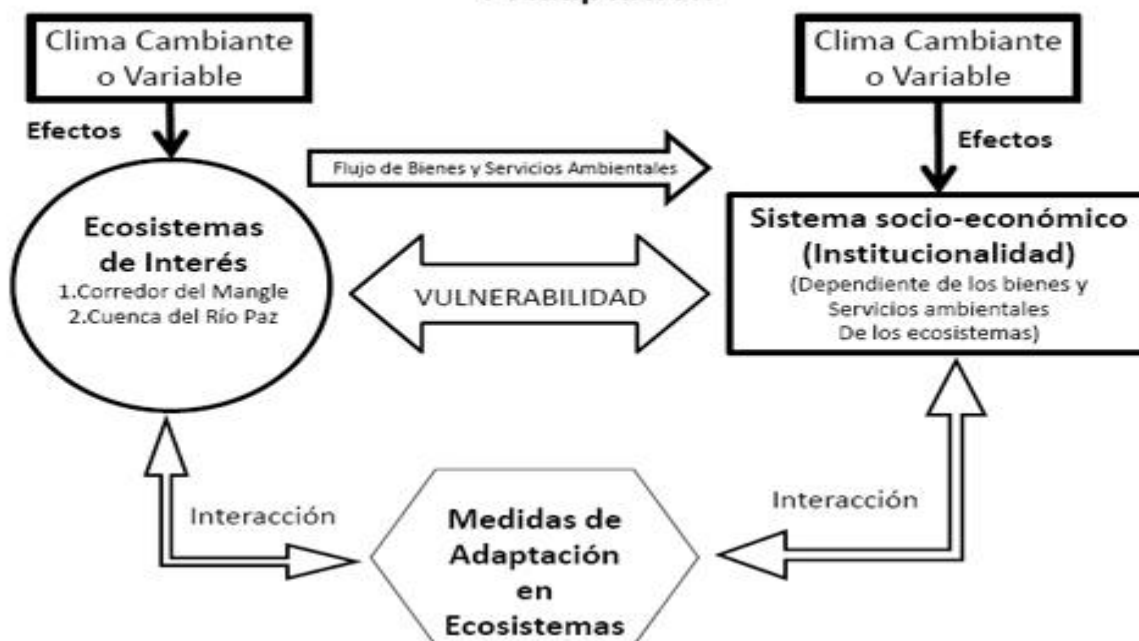 Clima Cambiante
o Variable
Clima Cambiante
o Variable
Efectos
Efectos
Flujo de Bienes y Servicios Ambientales
Ecosistemas
de Interés
1.Corredor del Mangle
2.Cuenca del Río Paz
VULNERABILIDAD
Sistema socio-económico
(Institucionalidad)
(Dependiente de los bienes y
Servicios ambientales
De los ecosistemas)
Interacción
Interacción
Medidas de
Adaptación
en
Ecosistemas